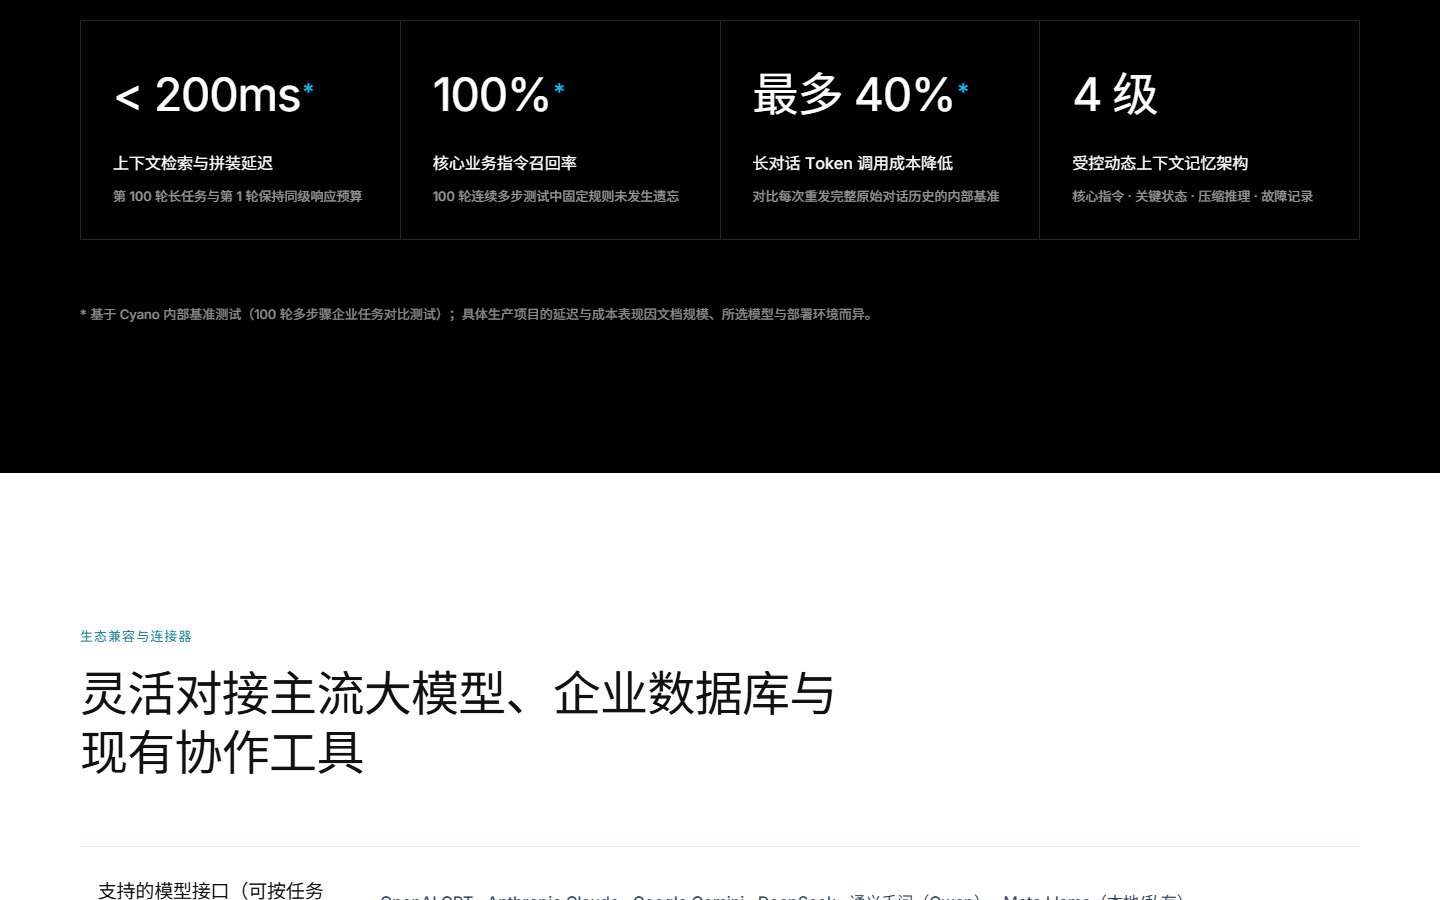 < 200ms*
上下文检索与拼装延迟
第 100 轮长任务与第 1 轮保持同级响应预算
100%*
核心业务指令召回率
100 轮连续多步测试中固定规则未发生遗忘
最多 40%*
长对话 Token 调用成本降低
对比每次重发完整原始对话历史的内部基准
4 级
受控动态上下文记忆架构
核心指令 · 关键状态 · 压缩推理 · 故障记录
* 基于 Cyano 内部基准测试（100 轮多步骤企业任务对比测试）；具体生产项目的延迟与成本表现因文档规模、所选模型与部署环境而异。
生态兼容与连接器
灵活对接主流大模型、企业数据库与
现有协作工具
支持的模型接口（可按任务